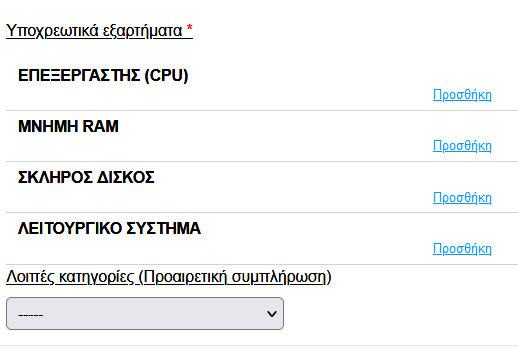 Υποχρεωτικά εξαρτήματα *
ΕΠΕΞΕΡΓΑΣΤΗΣ (CPU)
Προσθήκη
ΜΝΗΜΗ RAM
Προσθήκη
ΣΚΛΗΡΟΣ ΔΙΣΚΟΣ
Προσθήκη
ΛΕΙΤΟΥΡΓΙΚΟ ΣΥΣΤΗΜΑ
Προσθήκη
Λοιπές κατηγορίες (Προαιρετική συμπλήρωση)
-----